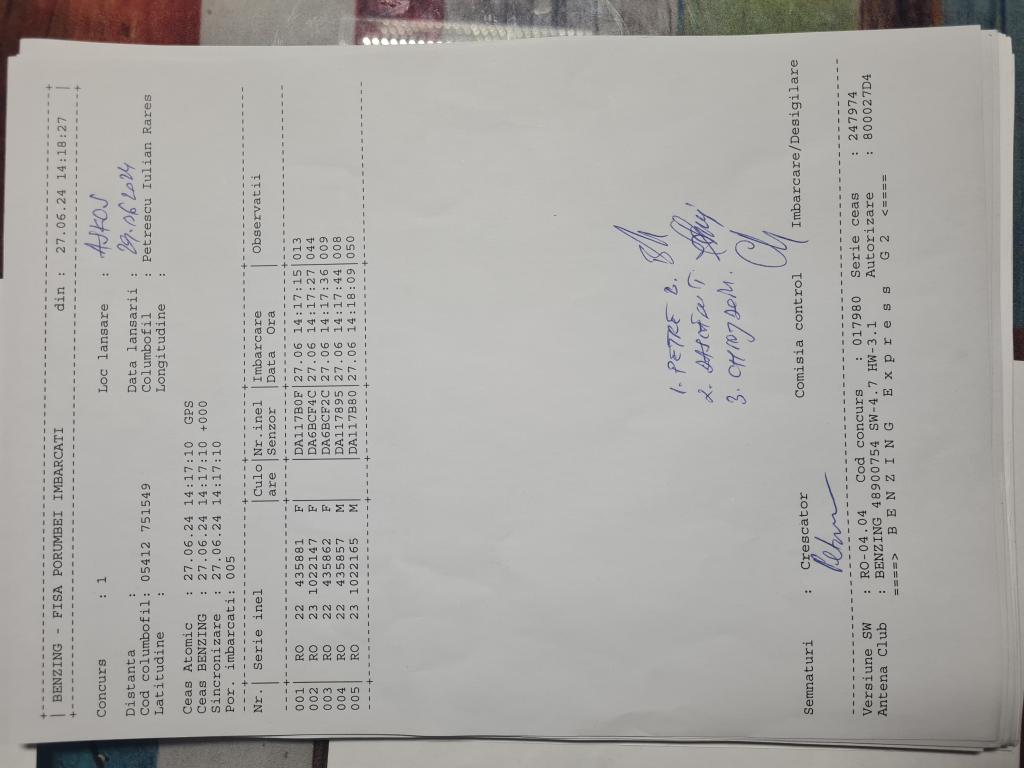 | BENZING - FISA PORUMBEI IMBARCATI din : 27.06.24 14:18:27 |
Concurs : 1 Loc lansare :
Distanta : Data lansarii : 29.06.2024
Cod columbofil: 05412 751549 Columbofil : Petrescu Iulian Rares
Latitudine : Longitudine :
Ceas Atomic : 27.06.24 14:17:10 GPS
Ceas BENZING : 27.06.24 14:17:10 +000
Sincronizare : 27.06.24 14:17:10
Por. imbarcati: 005
Nr.| Serie inel |Culo|Nr.inel |Imbarcare | Observatii
|are |Senzor |Data Ora |
001| RO 22 435881 F | |DA117B0F|27.06 14:17:15|013
002| RO 23 1022147 F | |DA6BCF4C|27.06 14:17:27|044
003| RO 22 435862 F | |DA6BCF2C|27.06 14:17:36|009
004| RO 22 435857 M | |DA117895|27.06 14:17:44|008
005| RO 23 1022165 M | |DA117B80|27.06 14:18:09|050
1. PETRE B.
2.
3.
Semnaturi : Crescator Comisia control Imbarcare/Desigilare
Versiune SW : RO-04.04 Cod concurs : 017980 Serie ceas : 247974
Antena Club : BENZING 48900754 SW-4.7 HW-3.1 Autorizare : 800027D4
====> B E N Z I N G E x p r e s s G 2 <====